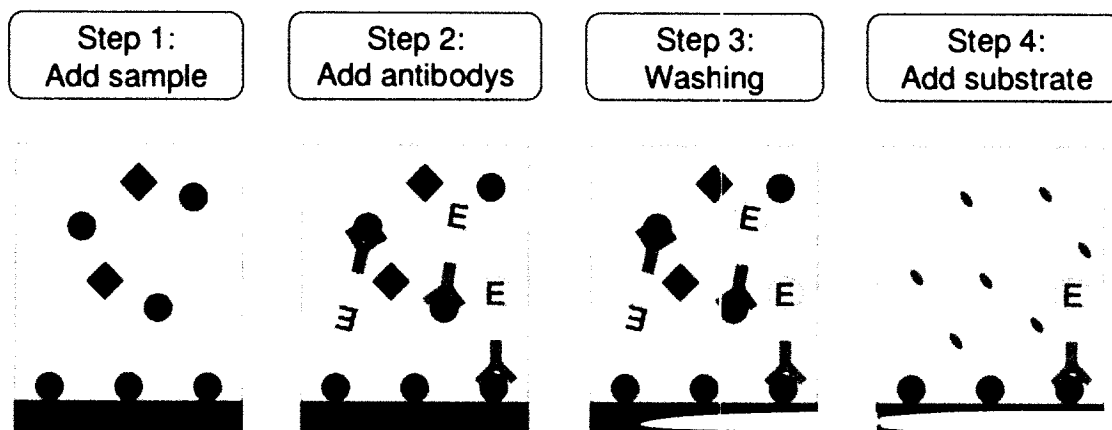 Step 1:
Add sample
Step 2:
Add antibodys
Step 3:
Washing
Step 4:
Add substrate
E
E
E
E
E
E
E